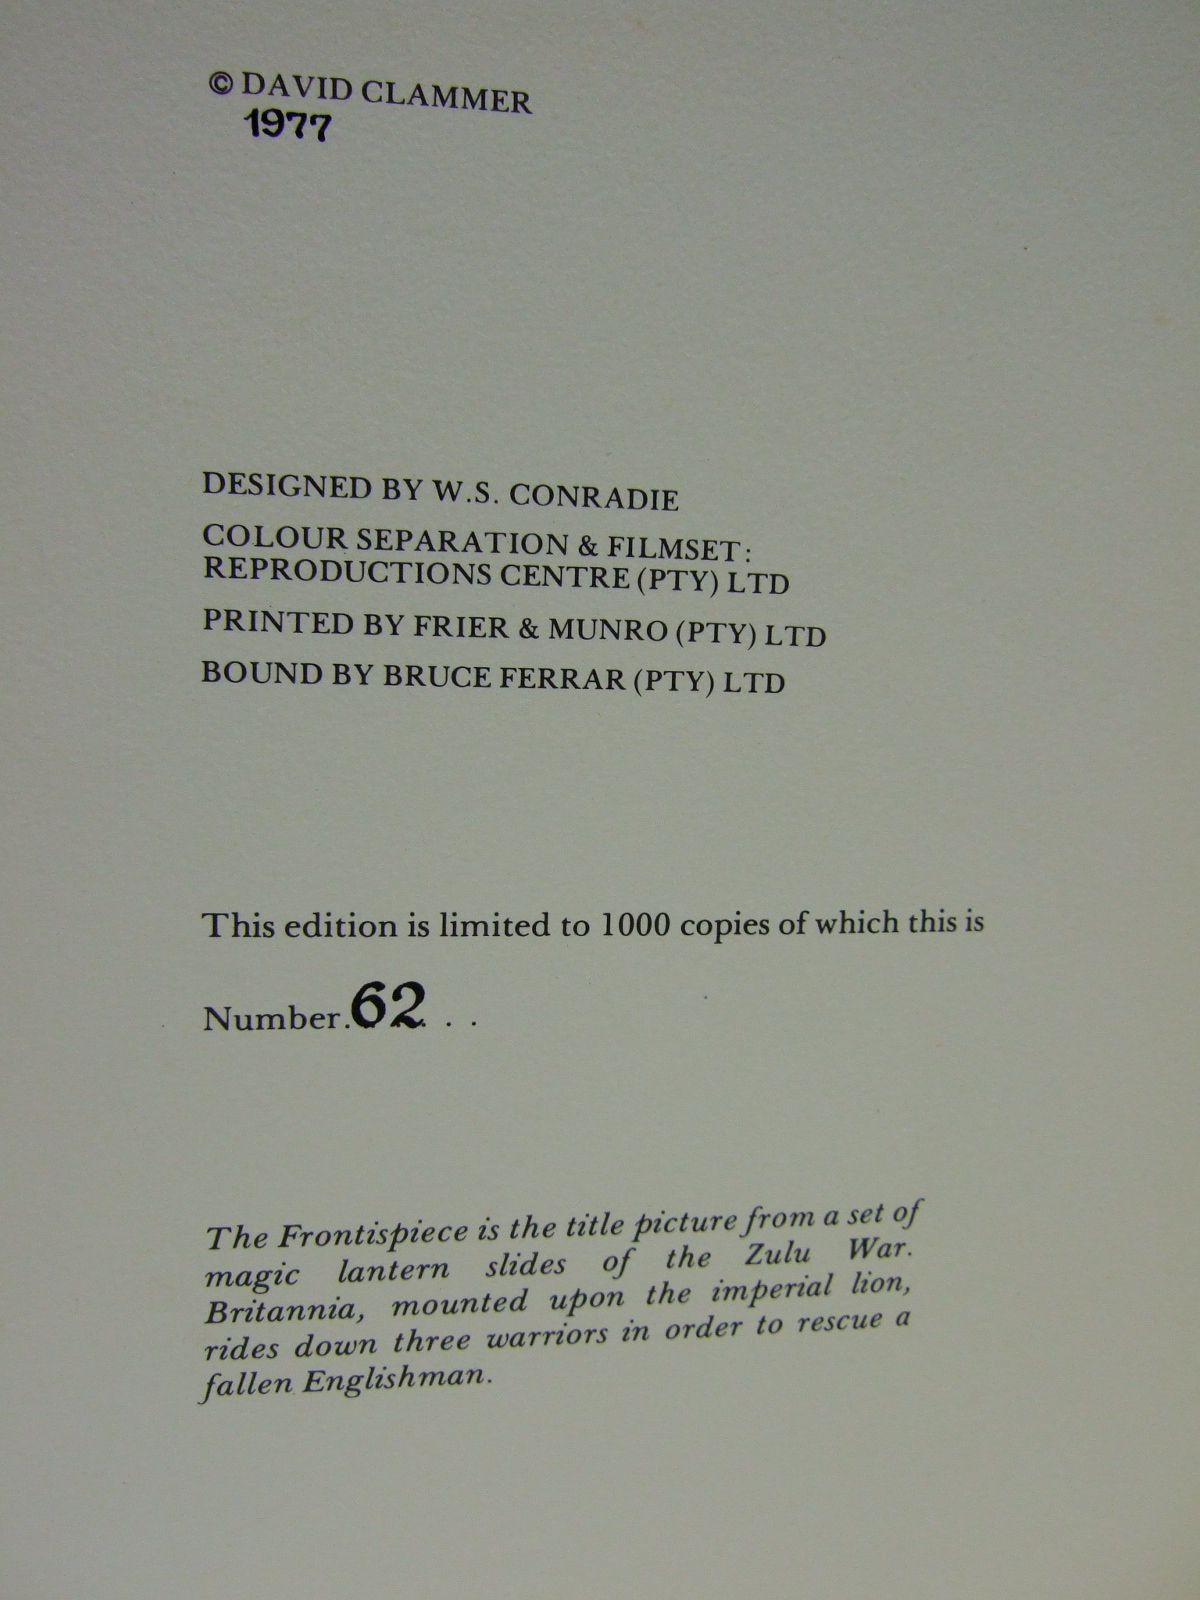 © DAVID CLAMMER
1977
DESIGNED BY W.S. CONRADIE
COLOUR SEPARATION & FILMSET:
REPRODUCTIONS CENTRE (PTY) LTD
PRINTED BY FRIER & MUNRO (PTY) LTD
BOUND BY BRUCE FERRAR (PTY) LTD
This edition is limited to 1000 copies of which this is
Number.62. . .
The Frontispiece is the title picture from a set of
magic lantern slides of the Zulu War.
Britannia, mounted upon the imperial lion,
rides down three warriors in order to rescue a
fallen Englishman.